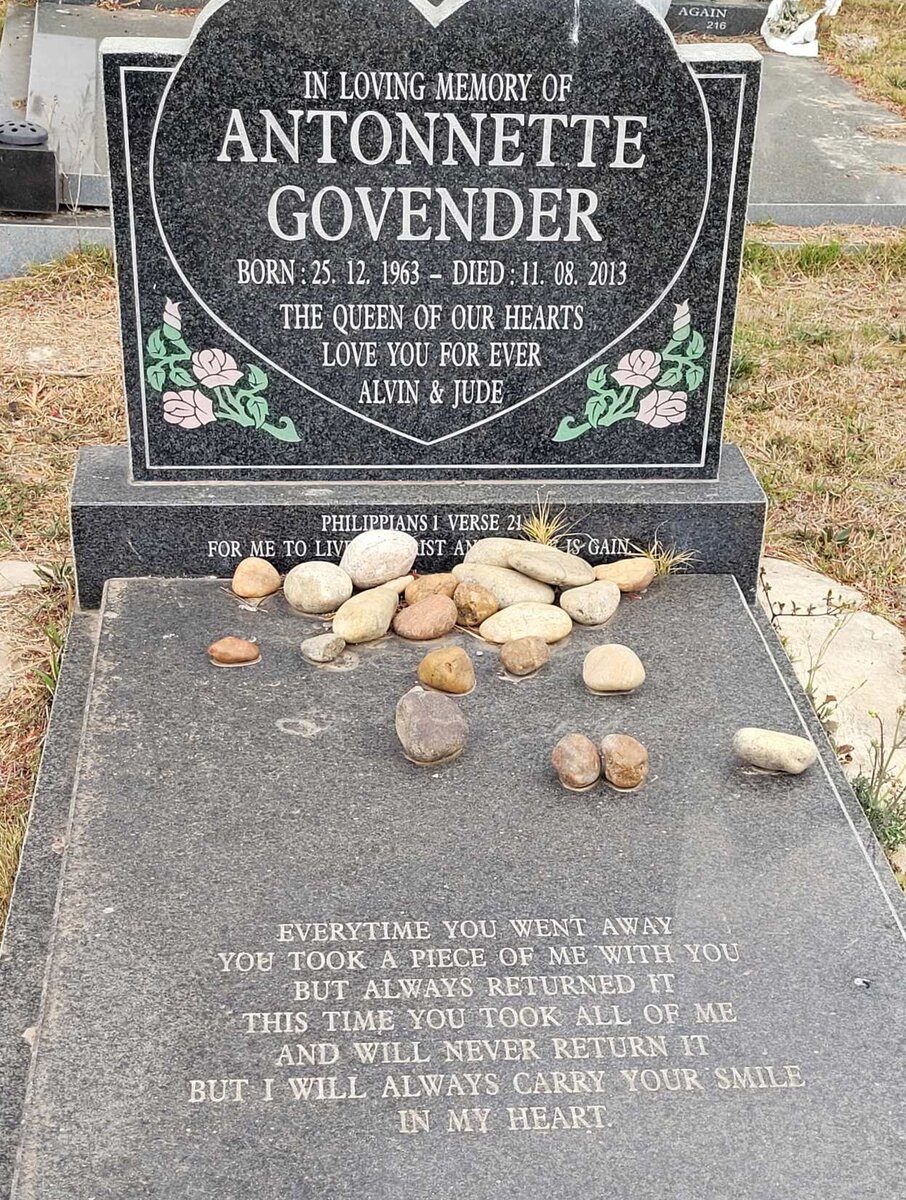 AGAIN
216
IN LOVING MEMORY OF
ANTONNETTE
GOVENDER
BORN : 25. 12. 1963 – DIED : 11. 08. 2013
THE QUEEN OF OUR HEARTS
LOVE YOU FOR EVER
ALVIN & JUDE
PHILIPPIANS 1 VERSE 21
FOR ME TO LIVE IS GAIN
EVERYTIME YOU WENT AWAY
YOU TOOK A PIECE OF ME WITH YOU
BUT ALWAYS RETURNED IT
THIS TIME YOU TOOK ALL OF ME
AND WILL NEVER RETURN IT
BUT I WILL ALWAYS CARRY YOUR SMILE
IN MY HEART.